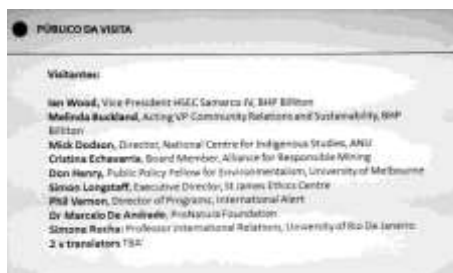 PÚBLICO DA VISITA
Visitantes:
Ian Wood, Vice President HSEC Samarco JV, BHP Billiton
Melinda Buckland, Acting VP Community Relations and Sustainability, BHP
Billiton
Mick Dodson, Director, National Centre for Indigenous Studies, ANU
Cristina Echavarria, Board Member, Alliance for Responsible Mining
Don Henry, Public Policy Fellow for Environmentalism, University of Melbourne
Simon Longstaff, Executive Director, St James Ethics Centre
Phil Vernon, Director of Programs, International Alert
Dr Marcelo De Andrade, ProNatura Foundation
Simone Rocha: Professor International Relations, University of Rio De Janeiro
2 x translators TBA